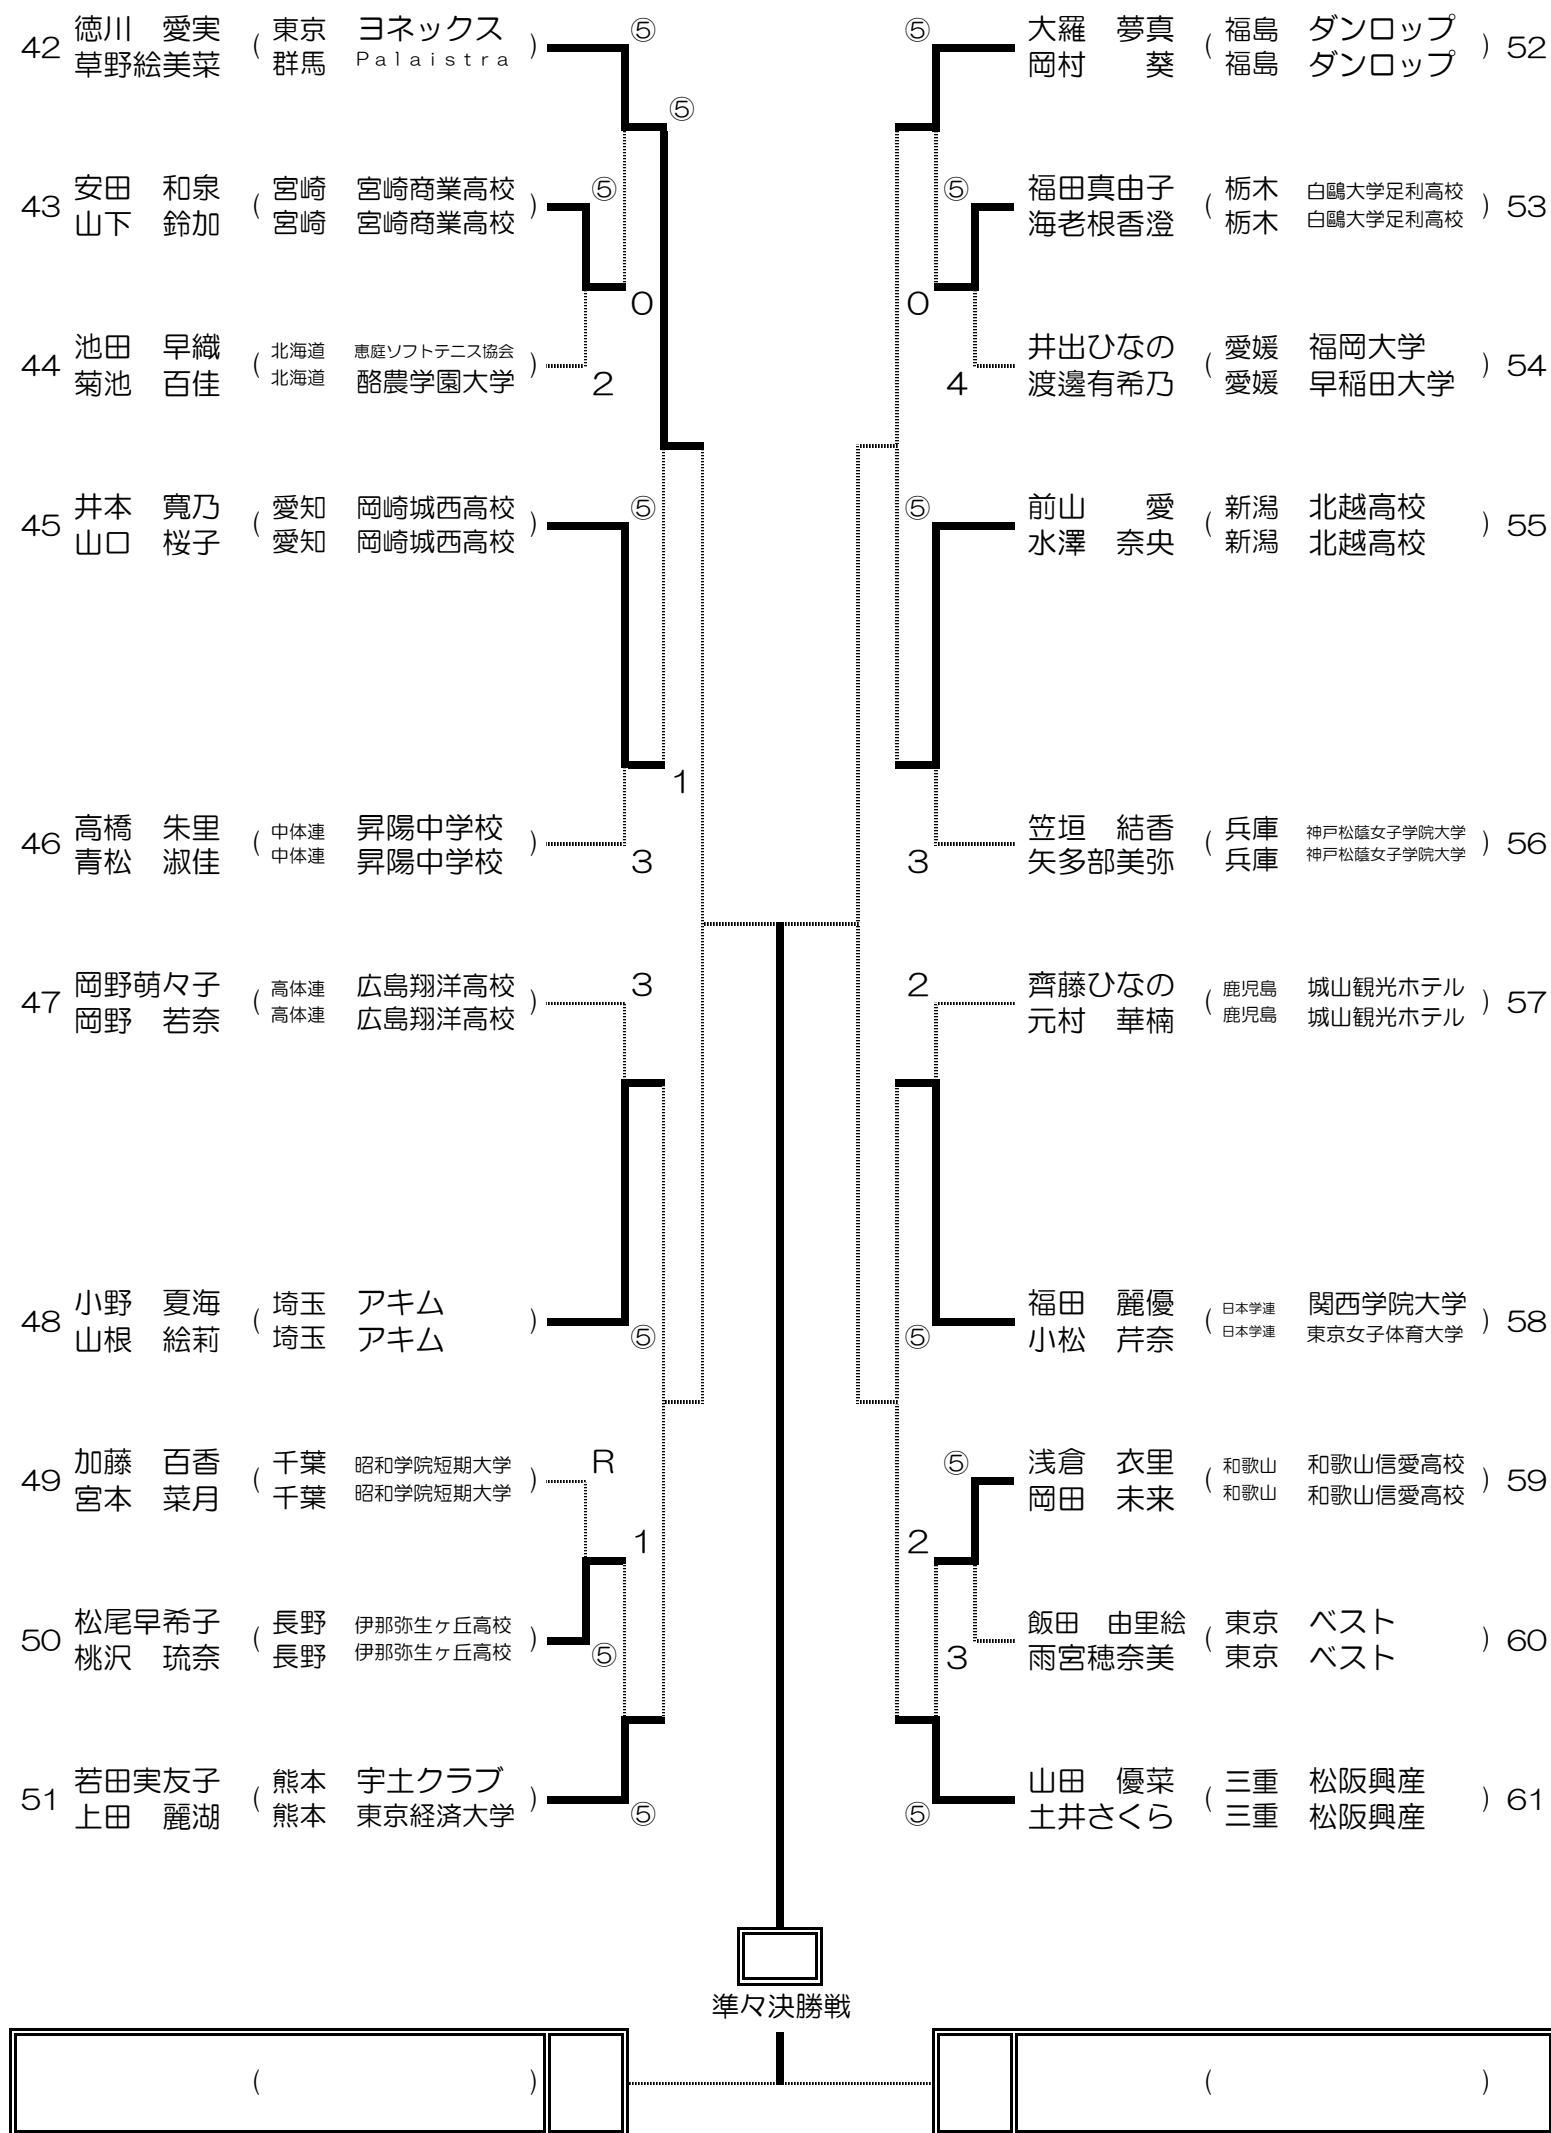 42 徳川　愛実 ( 東京　ヨネックス ) ⑤
草野絵美菜 群馬　Palaistra
⑤
43 安田　和泉 ( 宮崎　宮崎商業高校 ) ⑤
山下　鈴加 宮崎　宮崎商業高校
0
44 池田　早織 ( 北海道　恵庭ソフトテニス協会 )
菊池　百佳 北海道　酪農学園大学 2
45 井本　寛乃 ( 愛知　岡崎城西高校 ) ⑤
山口　桜子 愛知　岡崎城西高校
1
46 高橋　朱里 ( 中体連　昇陽中学校 )
青松　淑佳 中体連　昇陽中学校 3
47 岡野萌々子 ( 高体連　広島翔洋高校 ) 3
岡野　若奈 高体連　広島翔洋高校
48 小野　夏海 ( 埼玉　アキム )
山根　絵莉 埼玉　アキム ⑤
49 加藤　百香 ( 千葉　昭和学院短期大学 ) R
宮本　菜月 千葉　昭和学院短期大学
1
50 松尾早希子 ( 長野　伊那弥生ヶ丘高校 )
桃沢　琉奈 長野　伊那弥生ヶ丘高校 ⑤
51 若田実友子 ( 熊本　宇土クラブ )
上田　麗湖 熊本　東京経済大学 ⑤
⑤ 大羅　夢真 ( 福島　ダンロップ ) 52
岡村　　葵 福島　ダンロップ
⑤ 福田真由子 ( 栃木　白鷗大学足利高校 ) 53
海老根香澄 栃木　白鷗大学足利高校
0
井出ひなの ( 愛媛　福岡大学 ) 54
4 渡邊有希乃 愛媛　早稲田大学
⑤ 前山　　愛 ( 新潟　北越高校 ) 55
水澤　奈央 新潟　北越高校
笠垣　結香 ( 兵庫　神戸松蔭女子学院大学 ) 56
3 矢多部美弥 兵庫　神戸松蔭女子学院大学
2 齊藤ひなの ( 鹿児島　城山観光ホテル ) 57
元村　華楠 鹿児島　城山観光ホテル
福田　麗優 ( 日本学連　関西学院大学 ) 58
⑤ 小松　芹奈 日本学連　東京女子体育大学
⑤ 浅倉　衣里 ( 和歌山　和歌山信愛高校 ) 59
岡田　未来 和歌山　和歌山信愛高校
2
飯田　由里絵 ( 東京　ベスト ) 60
3 雨宮穂奈美 東京　ベスト
山田　優菜 ( 三重　松阪興産 ) 61
⑤ 土井さくら 三重　松阪興産
準々決勝戦
( ) ( )